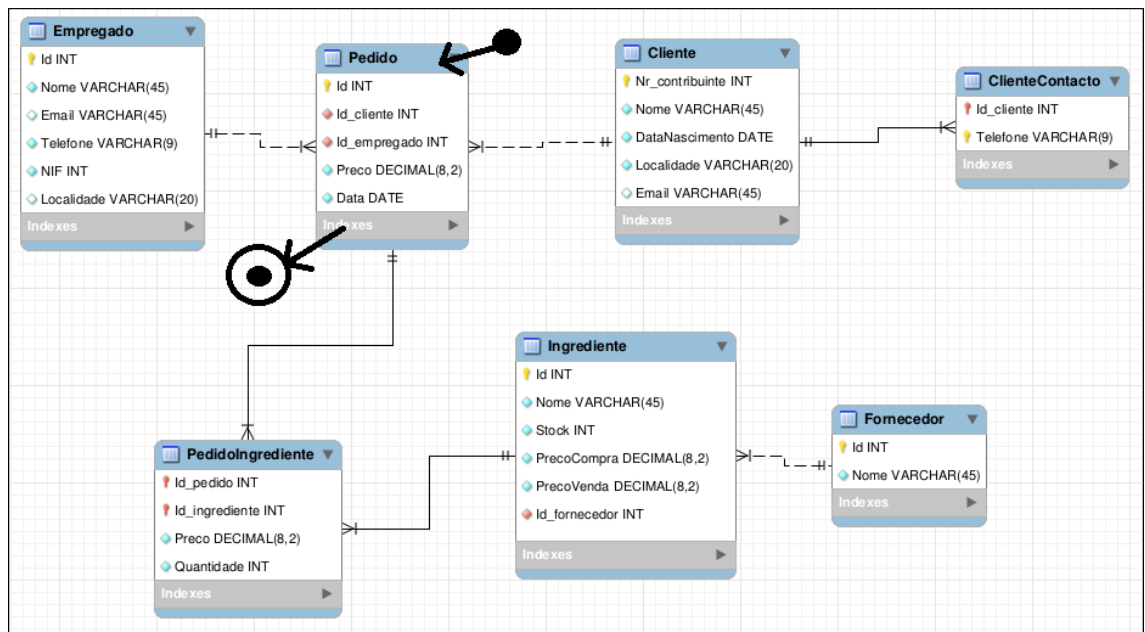 Empregado
Id INT
Nome VARCHAR(45)
Email VARCHAR(45)
Telefone VARCHAR(9)
NIF INT
Localidade VARCHAR(20)
Indexes
Pedido
Id INT
Id_cliente INT
Id_empregado INT
Preco DECIMAL(8,2)
Data DATE
Indexes
Cliente
Nr_contribuinte INT
Nome VARCHAR(45)
DataNascimento DATE
Localidade VARCHAR(20)
Email VARCHAR(45)
Indexes
ClienteContacto
Id_cliente INT
Telefone VARCHAR(9)
Indexes
PedidoIngrediente
Id_pedido INT
Id_ingrediente INT
Preco DECIMAL(8,2)
Quantidade INT
Indexes
Ingrediente
Id INT
Nome VARCHAR(45)
Stock INT
PrecoCompra DECIMAL(8,2)
PrecoVenda DECIMAL(8,2)
Id_fornecedor INT
Indexes
Fornecedor
Id INT
Nome VARCHAR(45)
Indexes